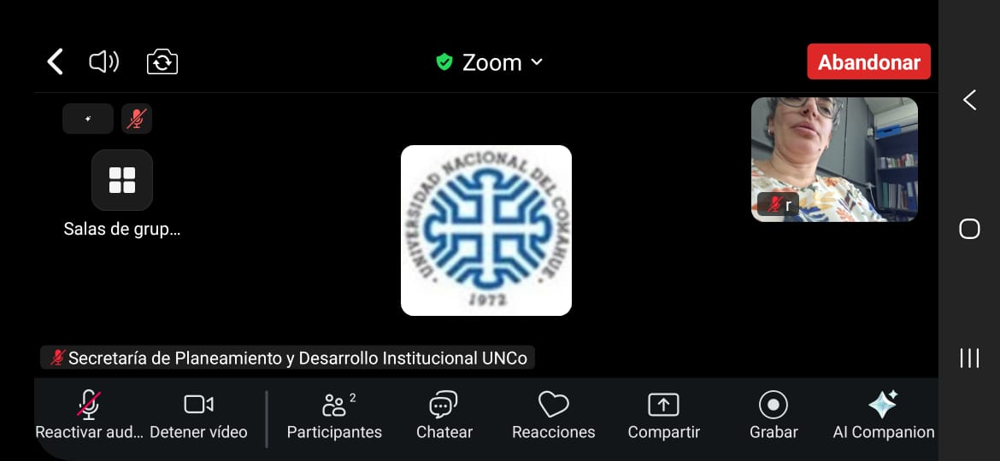 Zoom
Abandonar
Salas de grup...
r
UNIVERSIDAD NACIONAL DEL COMAHUE
1972
Secretaría de Planeamiento y Desarrollo Institucional UNCo
2
Reactivar aud... Detener vídeo Participantes Chatear Reacciones Compartir Grabar AI Companion